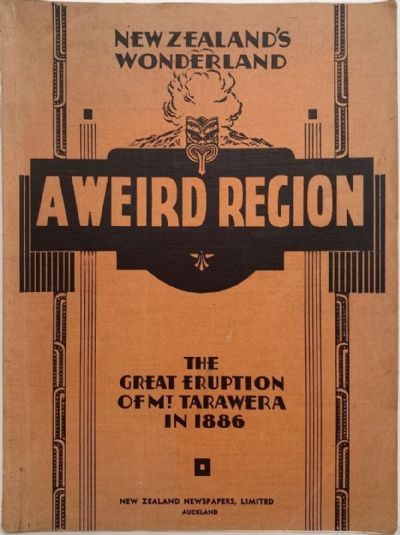 NEW ZEALAND'S
WONDERLAND
A WEIRD REGION
THE
GREAT ERUPTION
OF MT TARAWERA
IN 1886
NEW ZEALAND NEWSPAPERS, LIMITED
AUCKLAND